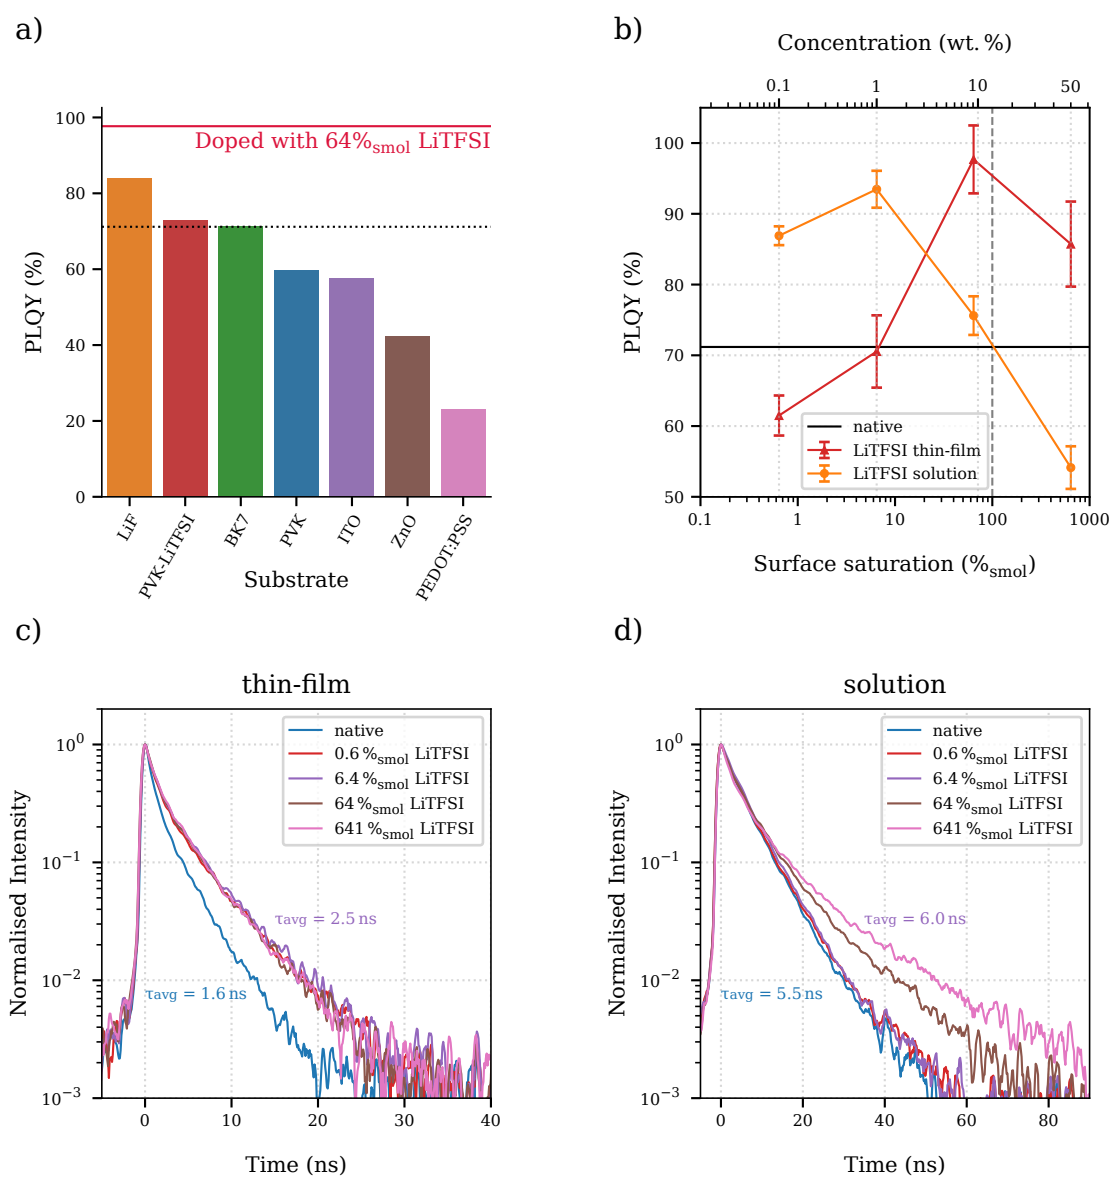 a)
Doped with 64%smol LiTFSI
PLQY (%)
100
80
60
40
20
0
LiF
PVK-LiTFSI
BK7
PVK
ITO
ZnO
PEDOT:PSS
Substrate
b)
Concentration (wt. %)
0.1 1 10 50
PLQY (%)
100
90
80
70
60
50
native
LiTFSI thin-film
LiTFSI solution
0.1 1 10 100 1000
Surface saturation (%smol)
c)
thin-film
Normalised Intensity
10⁰
10⁻¹
10⁻²
10⁻³
native
0.6 %smol LiTFSI
6.4 %smol LiTFSI
64 %smol LiTFSI
641 %smol LiTFSI
τavg = 2.5 ns
τavg = 1.6 ns
0 10 20 30 40
Time (ns)
d)
solution
Normalised Intensity
10⁰
10⁻¹
10⁻²
10⁻³
native
0.6 %smol LiTFSI
6.4 %smol LiTFSI
64 %smol LiTFSI
641 %smol LiTFSI
τavg = 6.0 ns
τavg = 5.5 ns
0 20 40 60 80
Time (ns)